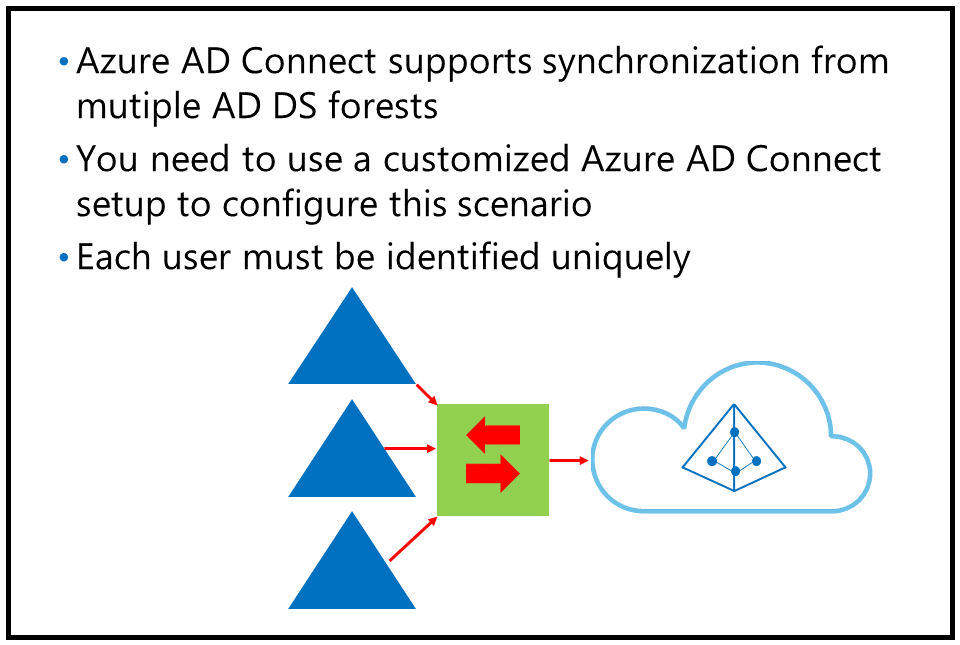 • Azure AD Connect supports synchronization from
mutiple AD DS forests
• You need to use a customized Azure AD Connect
setup to configure this scenario
• Each user must be identified uniquely